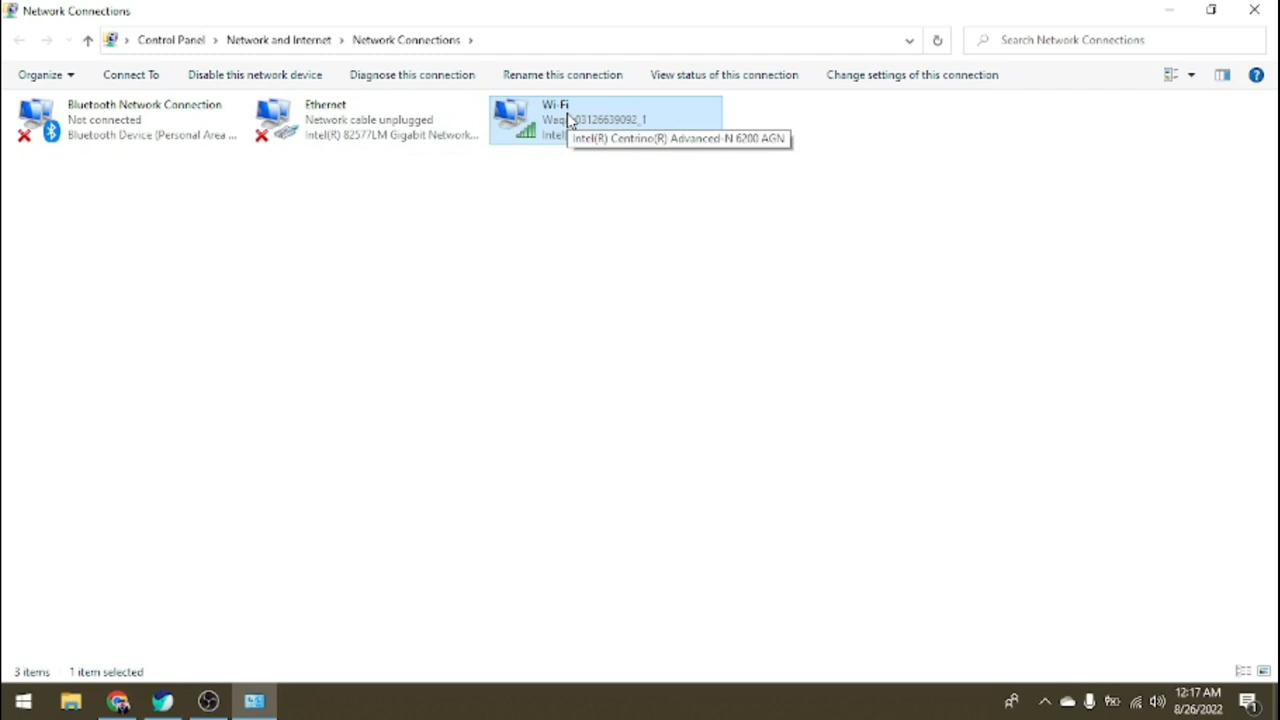 Network Connections
Control Panel > Network and Internet > Network Connections >
Search Network Connections
Organize Connect To Disable this network device Diagnose this connection Rename this connection View status of this connection Change settings of this connection
Bluetooth Network Connection
Not connected
Bluetooth Device (Personal Area ...
Ethernet
Network cable unplugged
Intel(R) 82577LM Gigabit Network...
Wi-Fi
03126639092_1
Intel(R) Centrino(R) Advanced-N 6200 AGN
3 items 1 item selected
12:17 AM
8/26/2022